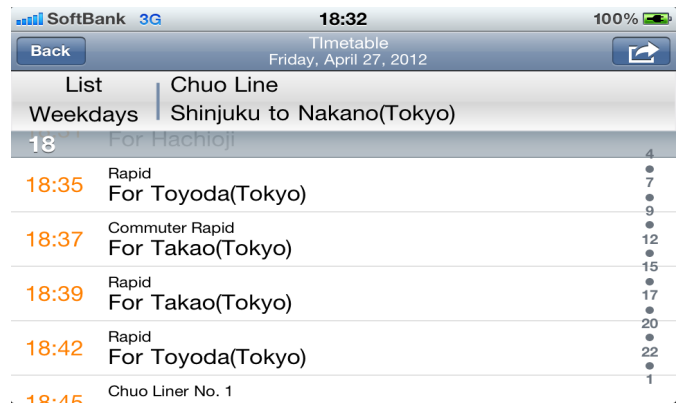 SoftBank 3G 18:32 100%
Back
TImetable
Friday, April 27, 2012
List
Weekdays
Chuo Line
Shinjuku to Nakano(Tokyo)
18
For Hachioji
18:35
Rapid
For Toyoda(Tokyo)
18:37
Commuter Rapid
For Takao(Tokyo)
18:39
Rapid
For Takao(Tokyo)
18:42
Rapid
For Toyoda(Tokyo)
18:45
Chuo Liner No. 1
4
7
9
12
15
17
20
22
1